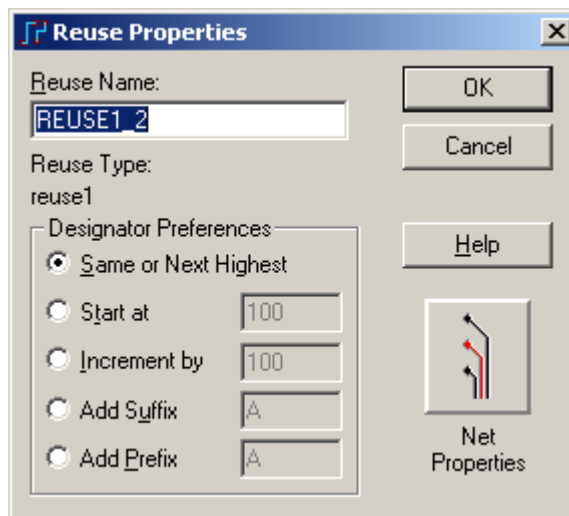 Reuse Properties
Reuse Name:
REUSE1_2
OK
Cancel
Reuse Type:
reuse1
Designator Preferences
Same or Next Highest
Help
Start at 100
Increment by 100
Add Suffix A
Add Prefix A
Net
Properties